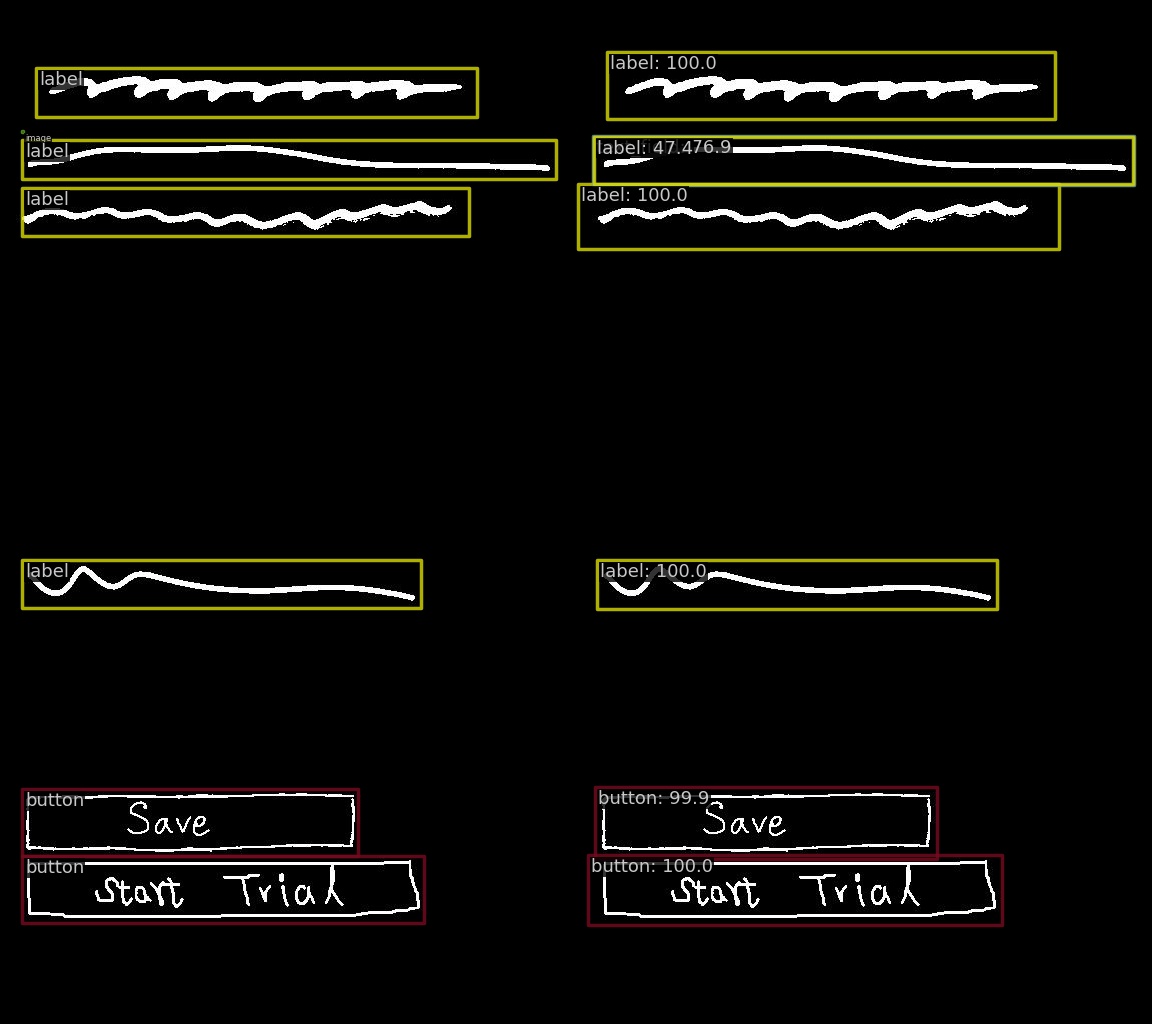 label label: 100.0
image
label label: 47.476.9
label label: 100.0
label label: 100.0
button button: 99.9
Save Save
button button: 100.0
Start Trial Start Trial